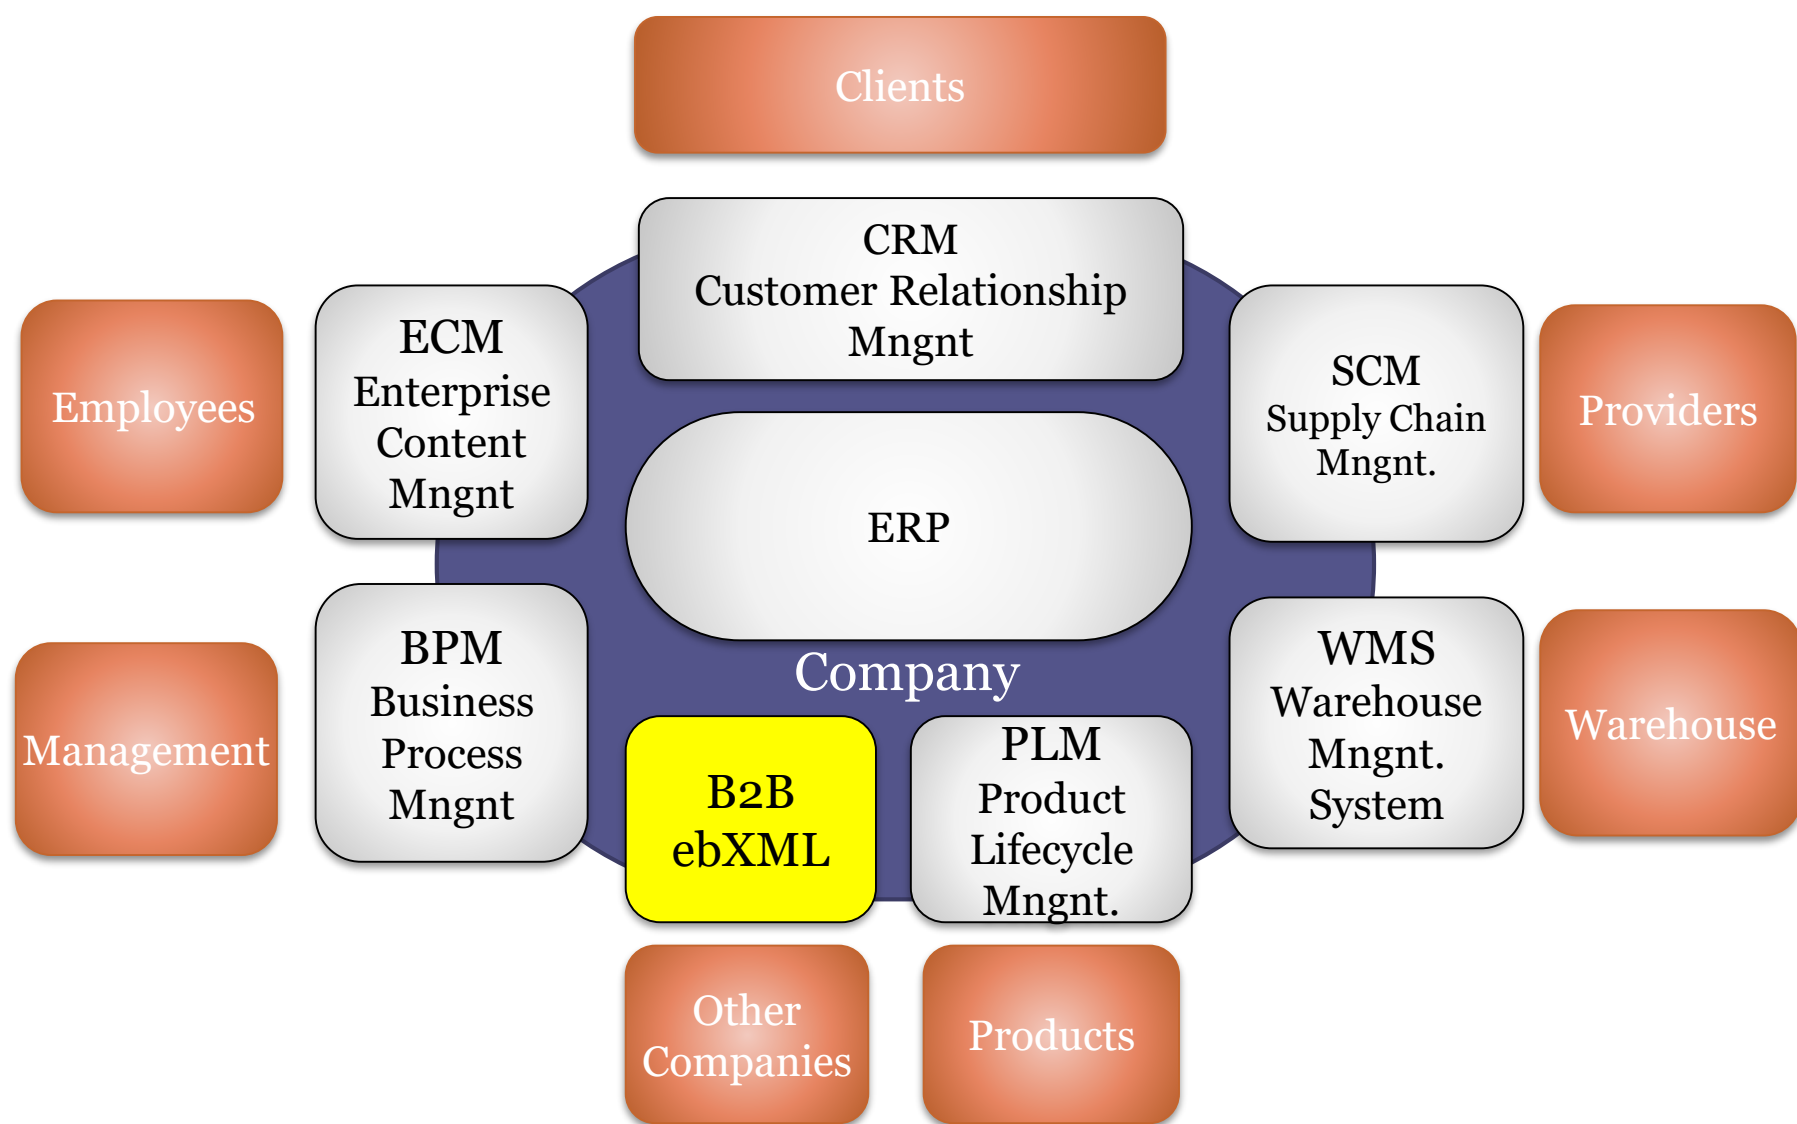 Clients
CRM
Customer Relationship
Mngnt
Employees
ECM
Enterprise
Content
Mngnt
SCM
Supply Chain
Mngnt.
Providers
ERP
Management
BPM
Business
Process
Mngnt
Company
WMS
Warehouse
Mngnt.
System
Warehouse
B2B
ebXML
PLM
Product
Lifecycle
Mngnt.
Other
Companies
Products